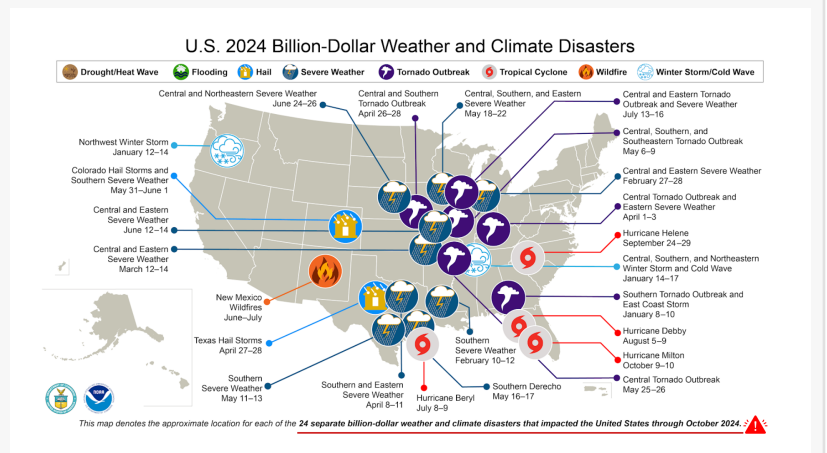 U.S. 2024 Billion-Dollar Weather and Climate Disasters
Drought/Heat Wave
Flooding
Hail
Severe Weather
Tornado Outbreak
Tropical Cyclone
Wildfire
Winter Storm/Cold Wave
Central and Northeastern Severe Weather
June 24–26
Central and Southern
Tornado Outbreak
April 26–28
Central, Southern, and Eastern
Severe Weather
May 18–22
Central and Eastern Tornado
Outbreak and Severe Weather
July 13–16
Northwest Winter Storm
January 12–14
Central, Southern, and
Southeastern Tornado Outbreak
May 6–9
Colorado Hail Storms and
Southern Severe Weather
May 31–June 1
Central and Eastern Severe Weather
February 27–28
Central and Eastern
Severe Weather
June 12–14
Central Tornado Outbreak and
Eastern Severe Weather
April 1–3
Central and Eastern
Severe Weather
March 12–14
Hurricane Helene
September 24–29
Central, Southern, and Northeastern
Winter Storm and Cold Wave
January 14–17
New Mexico
Wildfires
June–July
Southern Tornado Outbreak and
East Coast Storm
January 8–10
Texas Hail Storms
April 27–28
Hurricane Debby
August 5–9
Southern
Severe Weather
February 10–12
Hurricane Milton
October 9–10
Southern
Severe Weather
May 11–13
Southern and Eastern
Severe Weather
April 8–11
Hurricane Beryl
July 8–9
Southern Derecho
May 16–17
Central Tornado Outbreak
May 25–26
NOAA
This map denotes the approximate location for each of the 24 separate billion-dollar weather and climate disasters that impacted the United States through October 2024.